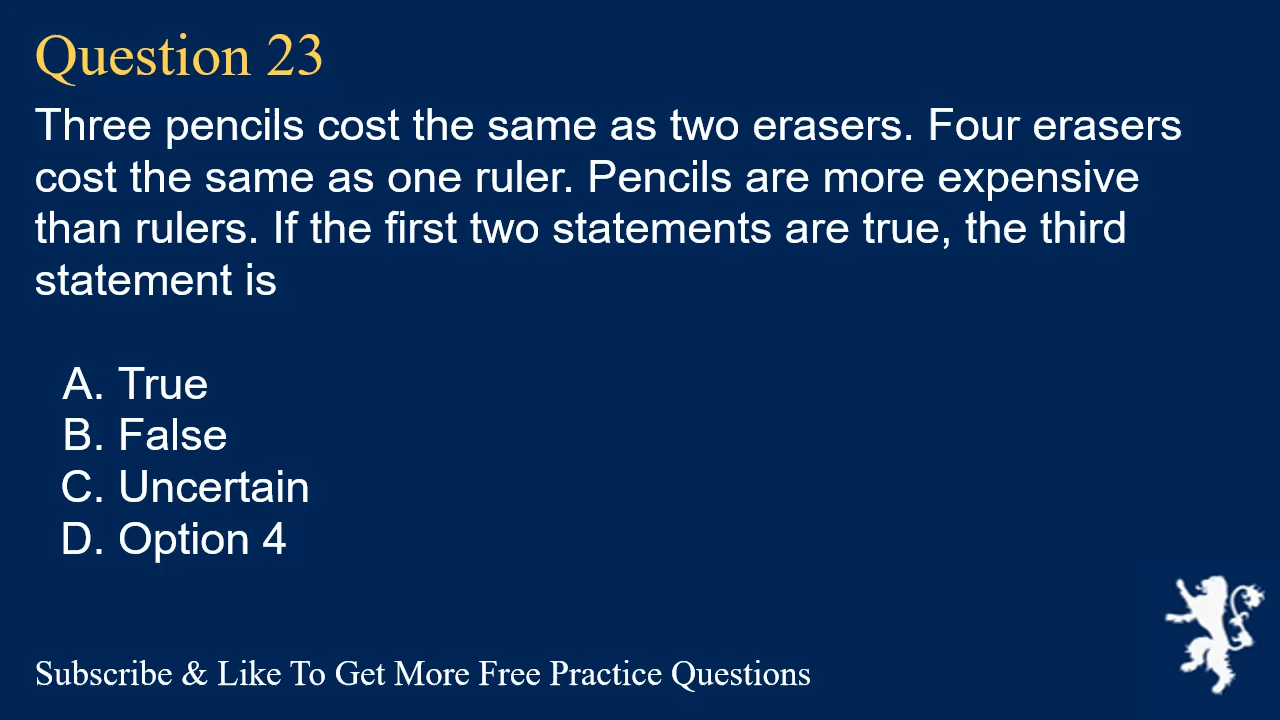 Question 23
Three pencils cost the same as two erasers. Four erasers
cost the same as one ruler. Pencils are more expensive
than rulers. If the first two statements are true, the third
statement is
A. True
B. False
C. Uncertain
D. Option 4
Subscribe & Like To Get More Free Practice Questions